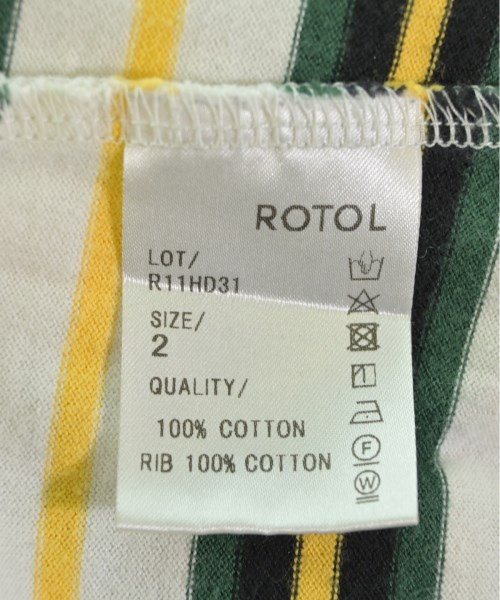 ROTOL
LOT/
R11HD31
SIZE/
2
QUALITY/
100% COTTON
RIB 100% COTTON
F
W